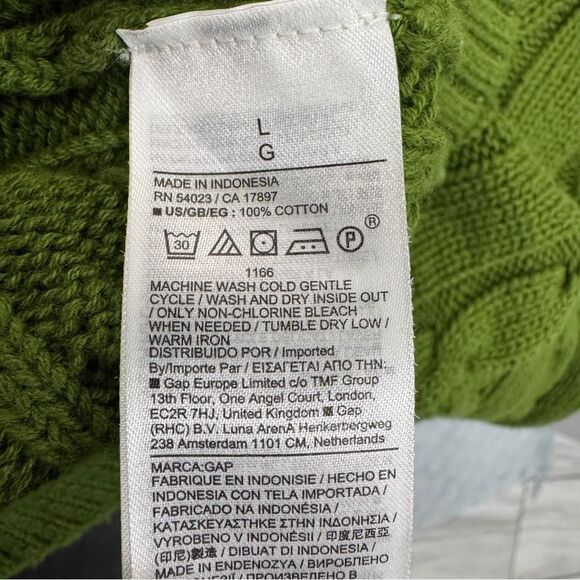 L
G
MADE IN INDONESIA
RN 54023 / CA 17897
US/GB/EG : 100% COTTON
30 P ®
1166
MACHINE WASH COLD GENTLE
CYCLE / WASH AND DRY INSIDE OUT
/ ONLY NON-CHLORINE BLEACH
WHEN NEEDED / TUMBLE DRY LOW /
WARM IRON
DISTRIBUIDO POR / Imported
By/Importe Par / ΕΙΣΑΓΕΤΑΙ ΑΠΟ ΤΗΝ:
Gap Europe Limited c/o TMF Group
13th Floor, One Angel Court, London,
EC2R 7HJ, United Kingdom Gap
(RHC) B.V. Luna ArenA Herikerbergweg
238 Amsterdam 1101 CM, Netherlands
MARCA:GAP
FABRIQUE EN INDONISIE / HECHO EN
INDONESIA CON TELA IMPORTADA /
FABRICADO NA INDONÉSIA /
ΚΑΤΑΣΚΕΥΑΣΤΗΚΕ ΣΤΗΝ ΙΝΔΟΝΗΣΙΑ /
VYROBENO V INDONÉSII / 印度尼西亞
(印尼)製造 / DIBUAT DI INDONESIA /
MADE IN ENDENOZYA / WYPRODUKOWANO W